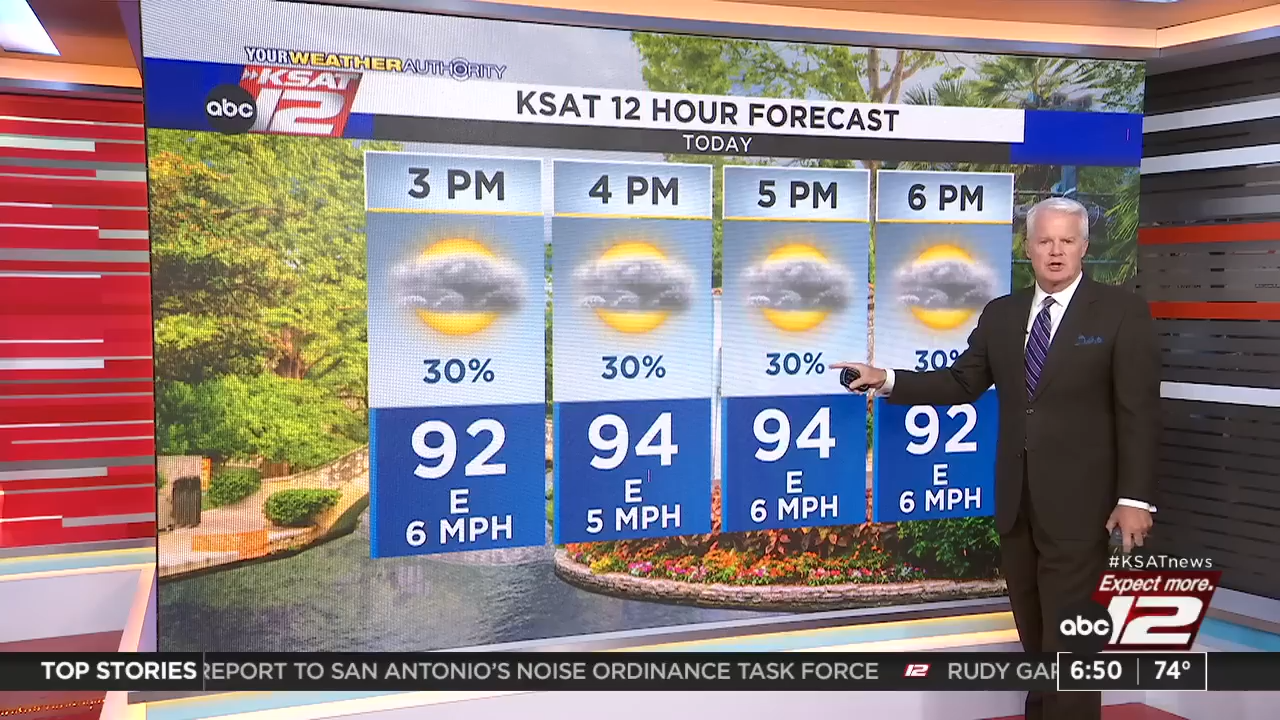 YOUR WEATHER AUTHORITY
KSAT
abc 12
KSAT 12 HOUR FORECAST
TODAY
3 PM 4 PM 5 PM 6 PM
30% 30% 30% 30%
92 94 94 92
E E E E
6 MPH 5 MPH 6 MPH 6 MPH
#KSATnews
Expect more.
abc 12
TOP STORIES REPORT TO SAN ANTONIO'S NOISE ORDINANCE TASK FORCE 12 RUDY GAR 6:50 74°